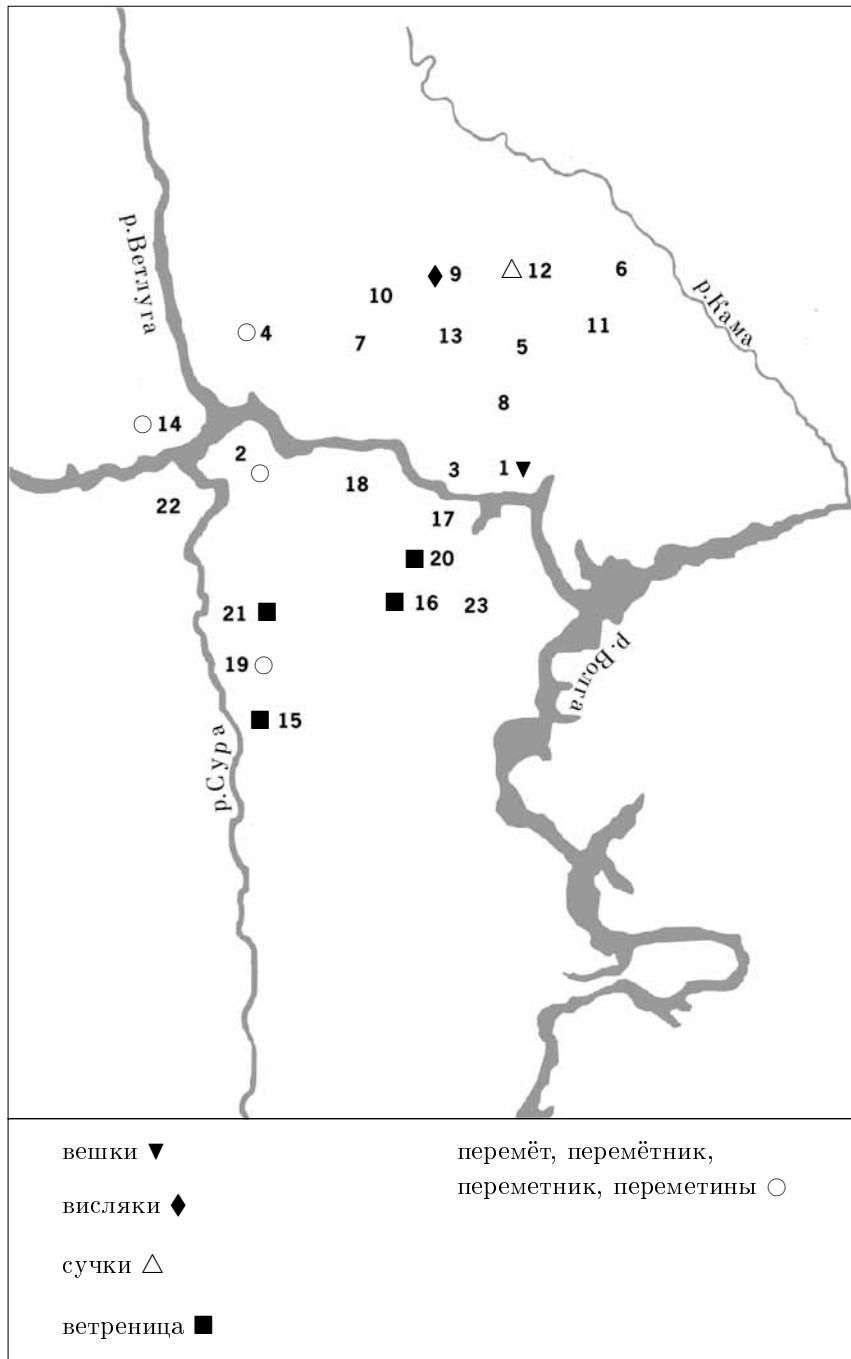 р.Ветлуга
р.Кама
9 12 6
10
4 7 13 5 11
8
14
2 3 1
18
22 17
20
21 16 23
19
р.Волга
15
р.Сура
вешки
висляки
сучки
ветреница
перемёт, перемётник,
переметник, переметины